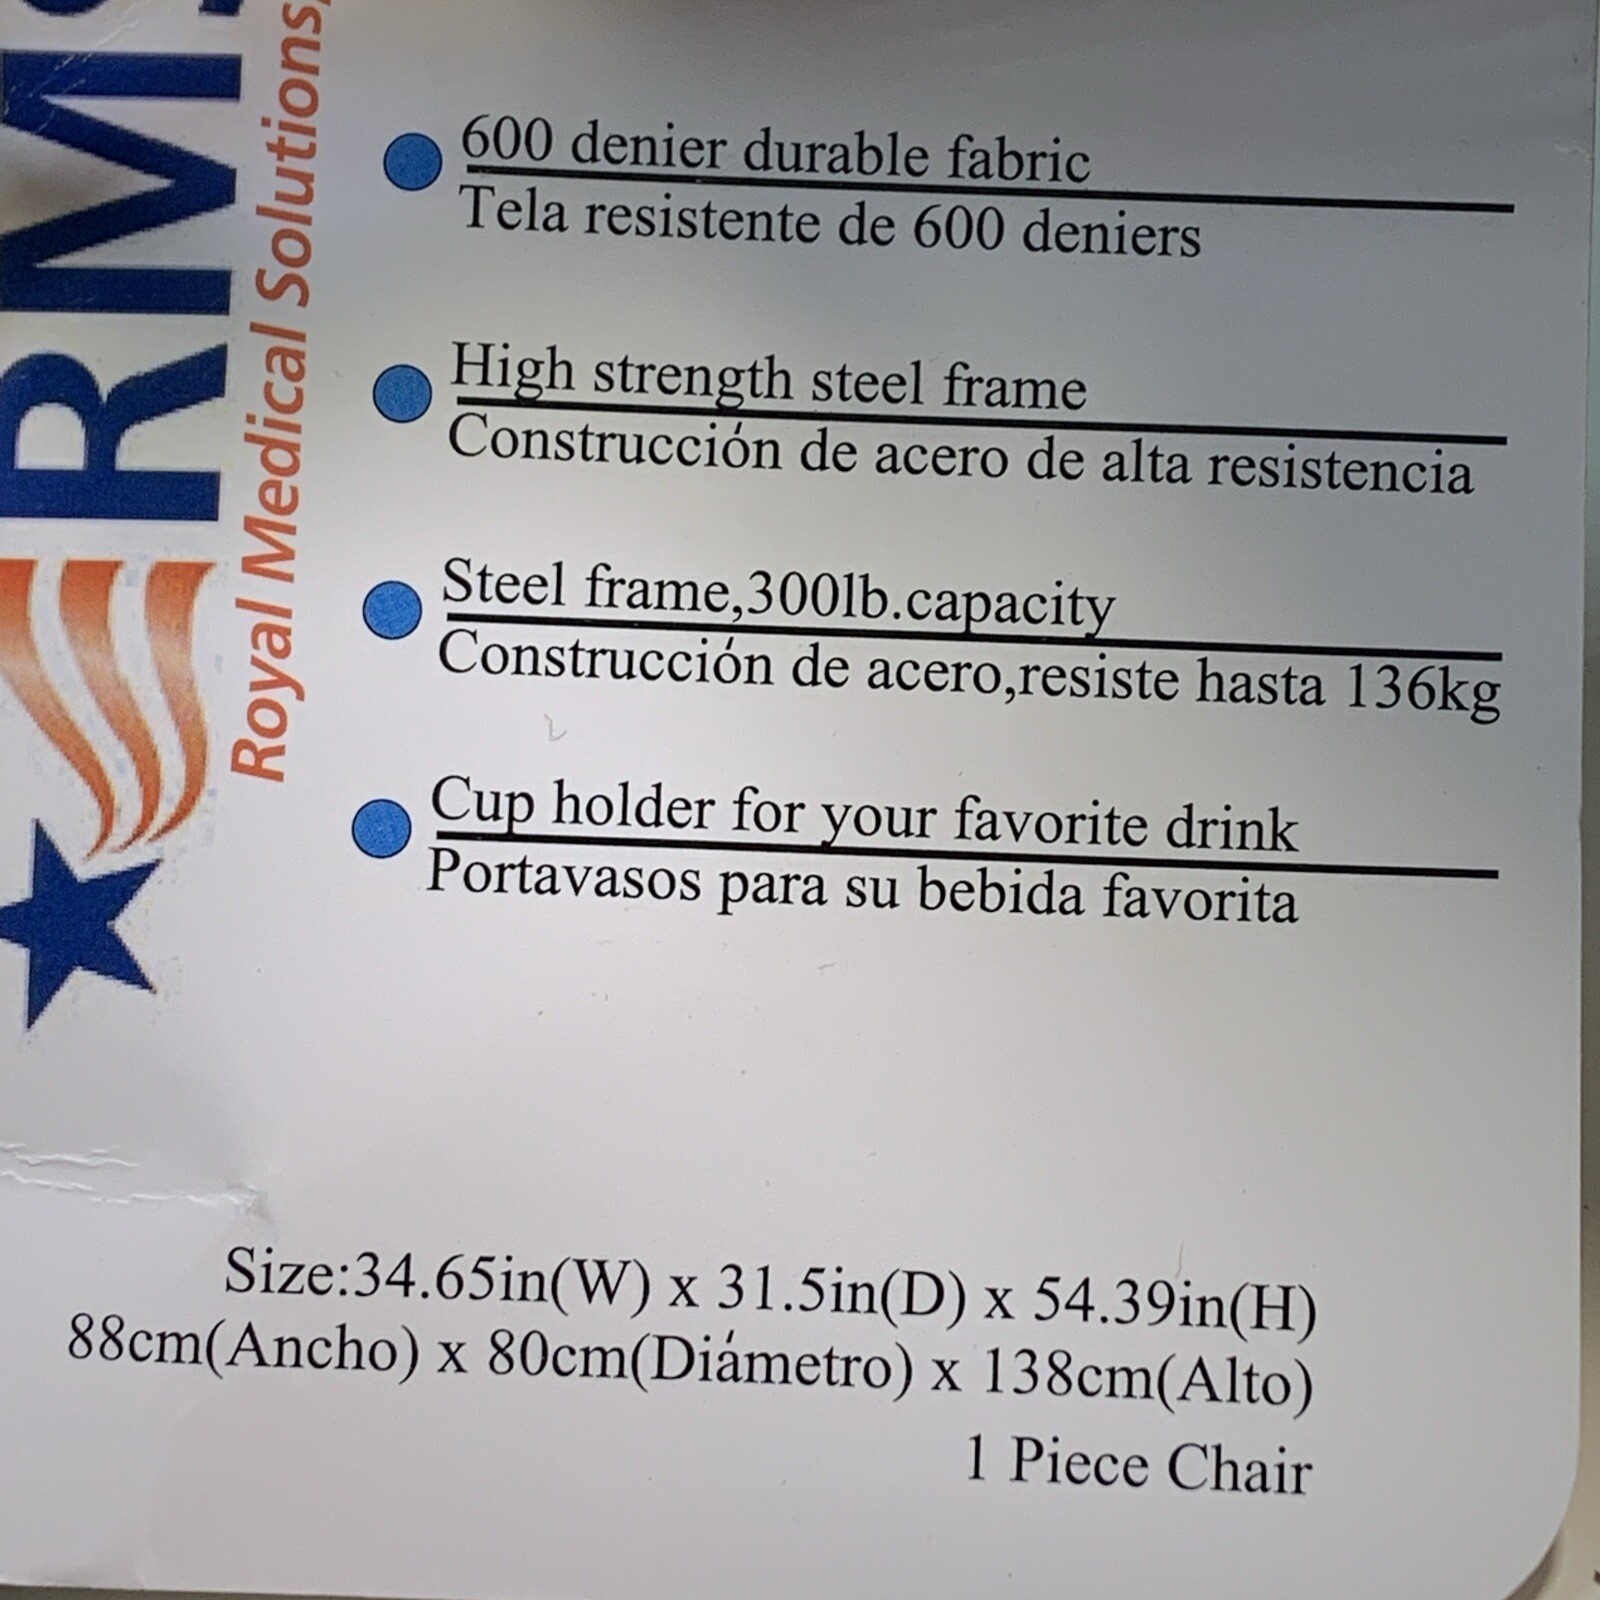 RMS
Royal Medical Solutions,
600 denier durable fabric
Tela resistente de 600 deniers
High strength steel frame
Construcción de acero de alta resistencia
Steel frame,300lb.capacity
Construcción de acero,resiste hasta 136kg
Cup holder for your favorite drink
Portavasos para su bebida favorita
Size:34.65in(W) x 31.5in(D) x 54.39in(H)
88cm(Ancho) x 80cm(Diámetro) x 138cm(Alto)
1 Piece Chair